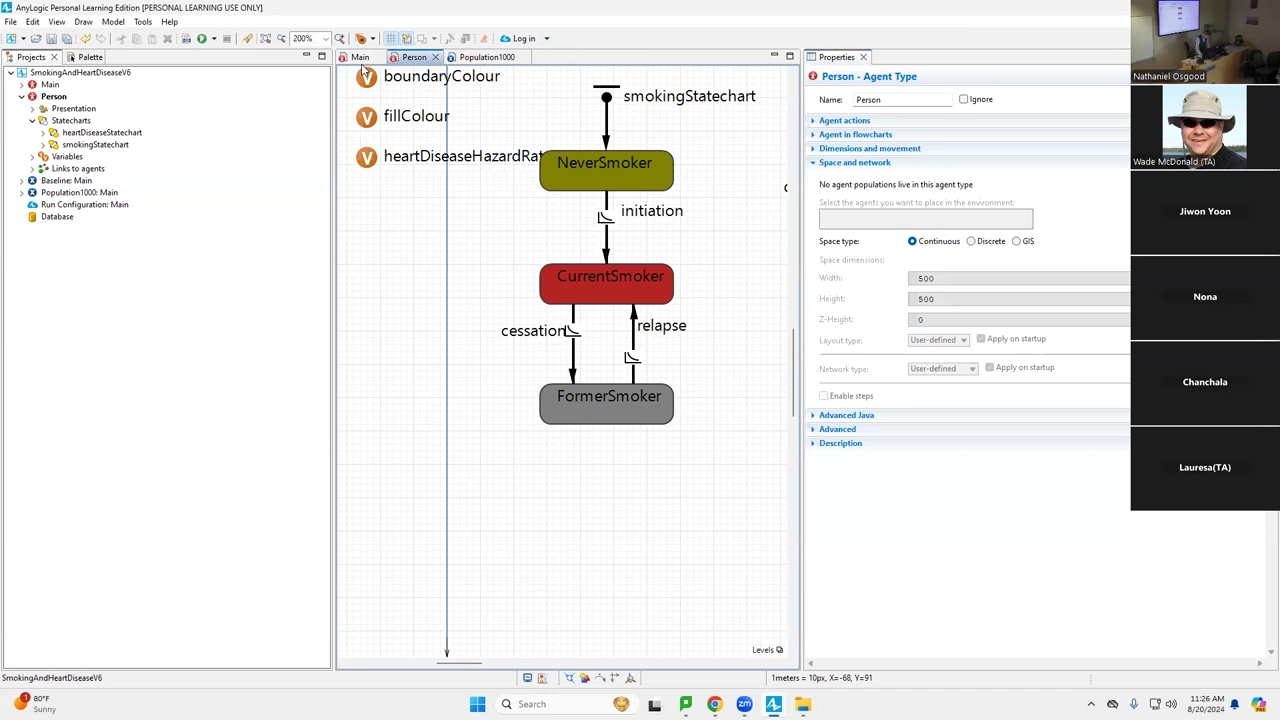 AnyLogic Personal Learning Edition [PERSONAL LEARNING USE ONLY]
File Edit View Draw Model Tools Help
200% Log in
Projects Palette
SmokingAndHeartDiseaseV6
Main
Person
Presentation
Statecharts
heartDiseaseStatechart
smokingStatechart
Variables
Links to agents
Baseline: Main
Population1000: Main
Run Configuration: Main
Database
Main Person Population1000
V boundaryColour
V fillColour
V heartDiseaseHazardRat
smokingStatechart
NeverSmoker
initiation
CurrentSmoker
cessation
relapse
FormerSmoker
Levels
Properties
Person - Agent Type
Name: Person Ignore
Agent actions
Agent in flowcharts
Dimensions and movement
Space and network
No agent populations live in this agent type
Select the agents you want to place in the environment:
Space type: Continuous Discrete GIS
Space dimensions:
Width: 500
Height: 500
Z-Height: 0
Layout type: User-defined Apply on startup
Network type: User-defined Apply on startup
Enable steps
Advanced Java
Advanced
Description
Nathaniel Osgood
Wade McDonald (TA)
Jiwon Yoon
Nona
Chanchala
Lauresa(TA)
SmokingAndHeartDiseaseV6
1meters = 10px, X=-68, Y=91
1
80°F
Sunny
Search
zm
11:26 AM
8/20/2024